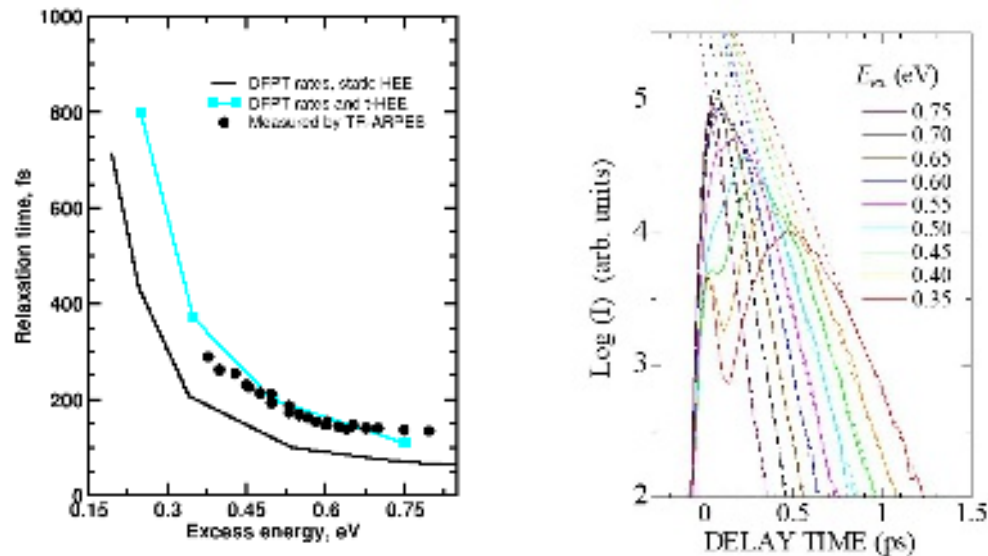 1000
800
600
400
200
0
Relaxation time, fs
DFPT rates, static HEE
DFPT rates and t-HEE
Measured by TR-ARPES
0.15 0.3 0.45 0.6 0.75
Excess energy, eV
5
4
3
2
Log (I) (arb. units)
(eV)
0.75
0.70
0.65
0.60
0.55
0.50
0.45
0.40
0.35
0 0.5 1 1.5
DELAY TIME (ps)